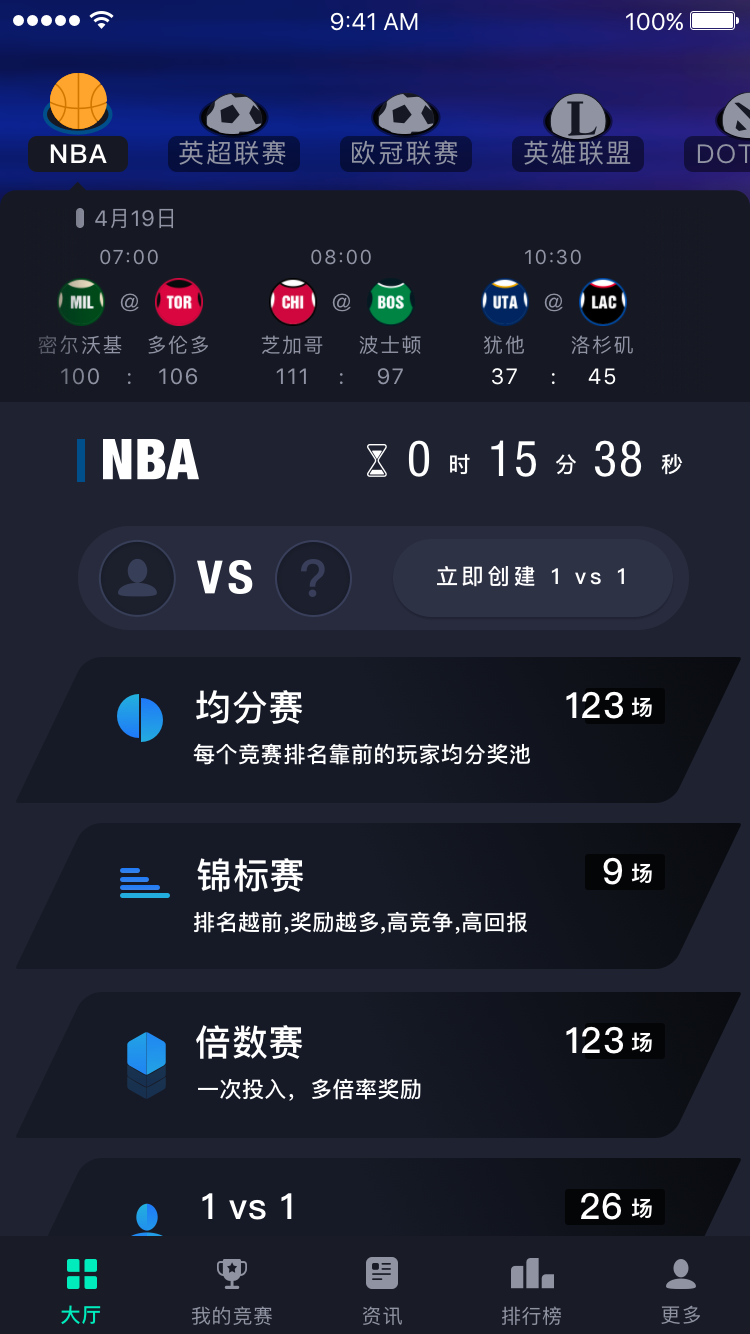 9:41 AM 100%
NBA 英超联赛 欧冠联赛 英雄联盟 DOT
4月19日
07:00 08:00 10:30
MIL @ TOR CHI @ BOS UTA @ LAC
密尔沃基 多伦多 芝加哥 波士顿 犹他 洛杉矶
100 : 106 111 : 97 37 : 45
NBA 0 时 15 分 38 秒
VS ? 立即创建 1 vs 1
均分赛 123 场
每个竞赛排名靠前的玩家均分奖池
锦标赛 9 场
排名越前,奖励越多,高竞争,高回报
倍数赛 123 场
一次投入，多倍率奖励
1 vs 1 26 场
大厅 我的竞赛 资讯 排行榜 更多